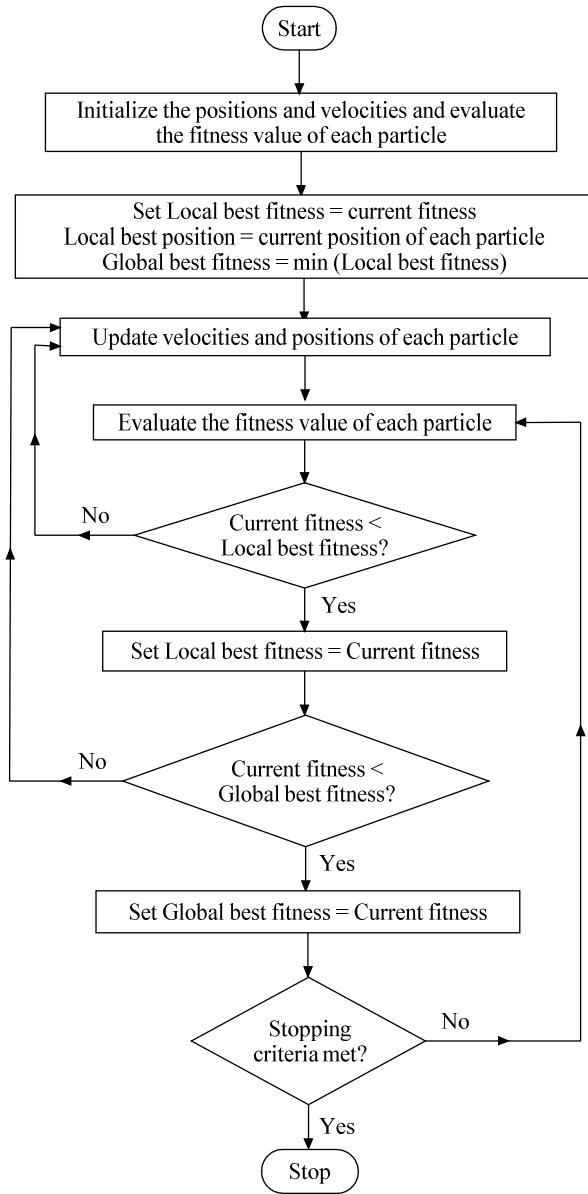 Start
Initialize the positions and velocities and evaluate
the fitness value of each particle
Set Local best fitness = current fitness
Local best position = current position of each particle
Global best fitness = min (Local best fitness)
Update velocities and positions of each particle
Evaluate the fitness value of each particle
No
Current fitness <
Local best fitness?
Yes
Set Local best fitness = Current fitness
No
Current fitness <
Global best fitness?
Yes
Set Global best fitness = Current fitness
Stopping
criteria met?
No
Yes
Stop